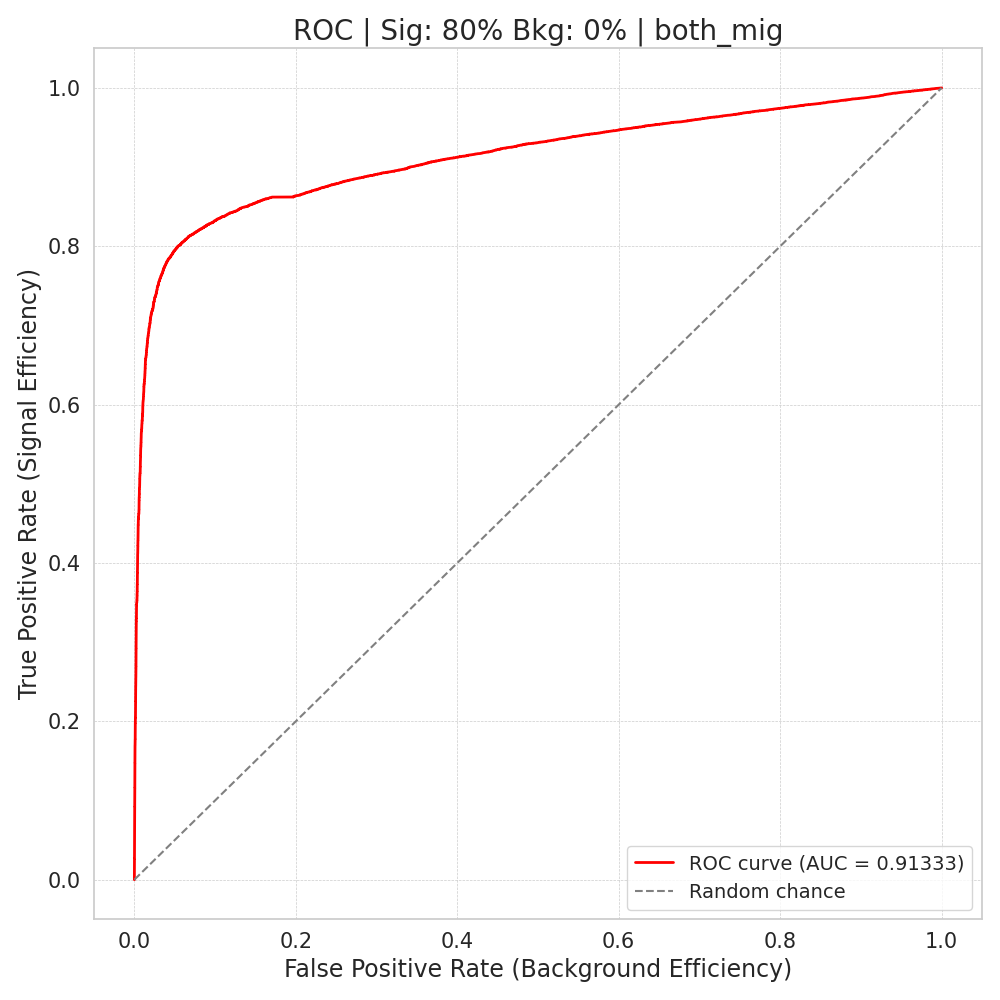 ROC | Sig: 80% Bkg: 0% | both_mig
True Positive Rate (Signal Efficiency)
1.0
0.8
0.6
0.4
0.2
0.0
ROC curve (AUC = 0.91333)
Random chance
0.0 0.2 0.4 0.6 0.8 1.0
False Positive Rate (Background Efficiency)